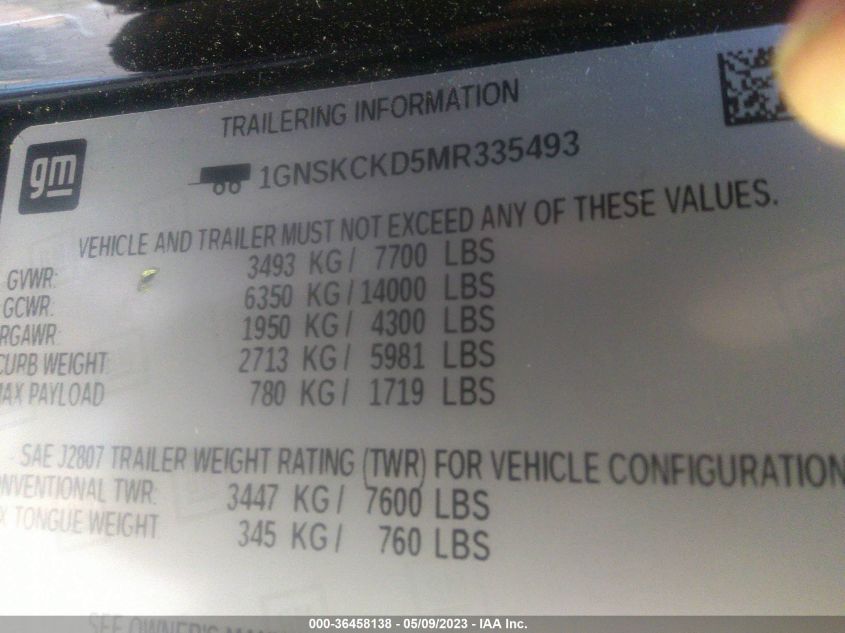 TRAILERING INFORMATION
gm
1GNSKCKD5MR335493
VEHICLE AND TRAILER MUST NOT EXCEED ANY OF THESE VALUES.
GVWR: 3493 KG/ 7700 LBS
GCWR: 6350 KG/14000 LBS
RGAWR: 1950 KG/ 4300 LBS
CURB WEIGHT 2713 KG/ 5981 LBS
MAX PAYLOAD 780 KG/ 1719 LBS
SAE J2807 TRAILER WEIGHT RATING (TWR) FOR VEHICLE CONFIGURATION
NVENTIONAL TWR: 3447 KG/ 7600 LBS
X TONGUE WEIGHT 345 KG/ 760 LBS
SEE OWNER'S
000-36458138 - 05/09/2023 - IAA Inc.